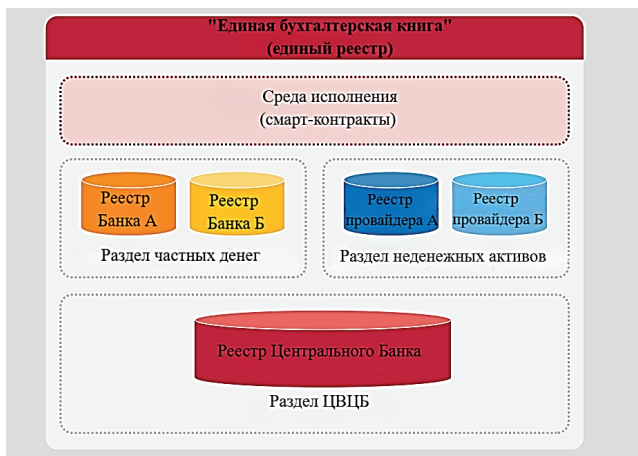 "Единая бухгалтерская книга"
(единый реестр)
Среда исполнения
(смарт-контракты)
Реестр
Банка А
Реестр
Банка Б
Раздел частных денег
Реестр
провайдера А
Реестр
провайдера Б
Раздел неденежных активов
Реестр Центрального Банка
Раздел ЦВЦБ